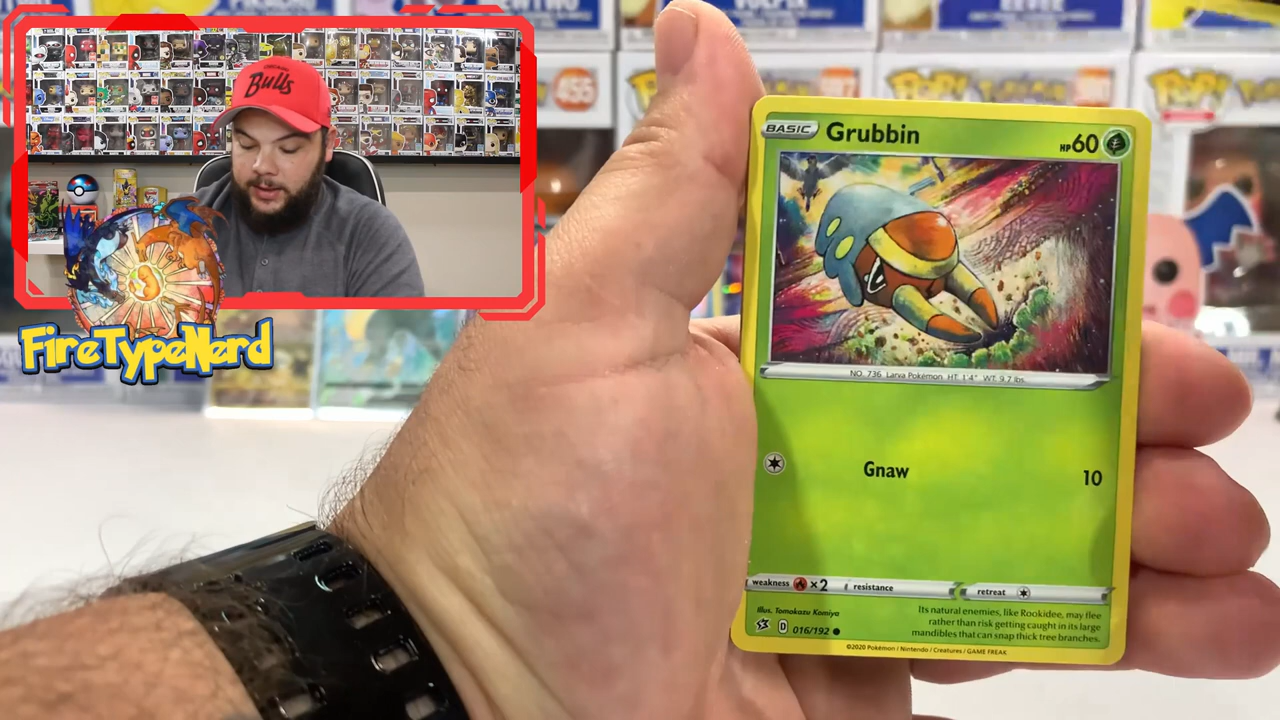 Bulls
FireTypeNerd
455
BASIC Grubbin HP60
NO. 736 Larva Pokémon HT. 1'4" WT. 9.7 lbs.
Gnaw 10
weakness ×2 resistance retreat
Illus. Tomokazu Komiya
Its natural enemies, like Rookidee, may flee
rather than risk getting caught in its large
mandibles that can snap thick tree branches.
D 016/192
©2020 Pokémon / Nintendo / Creatures / GAME FREAK